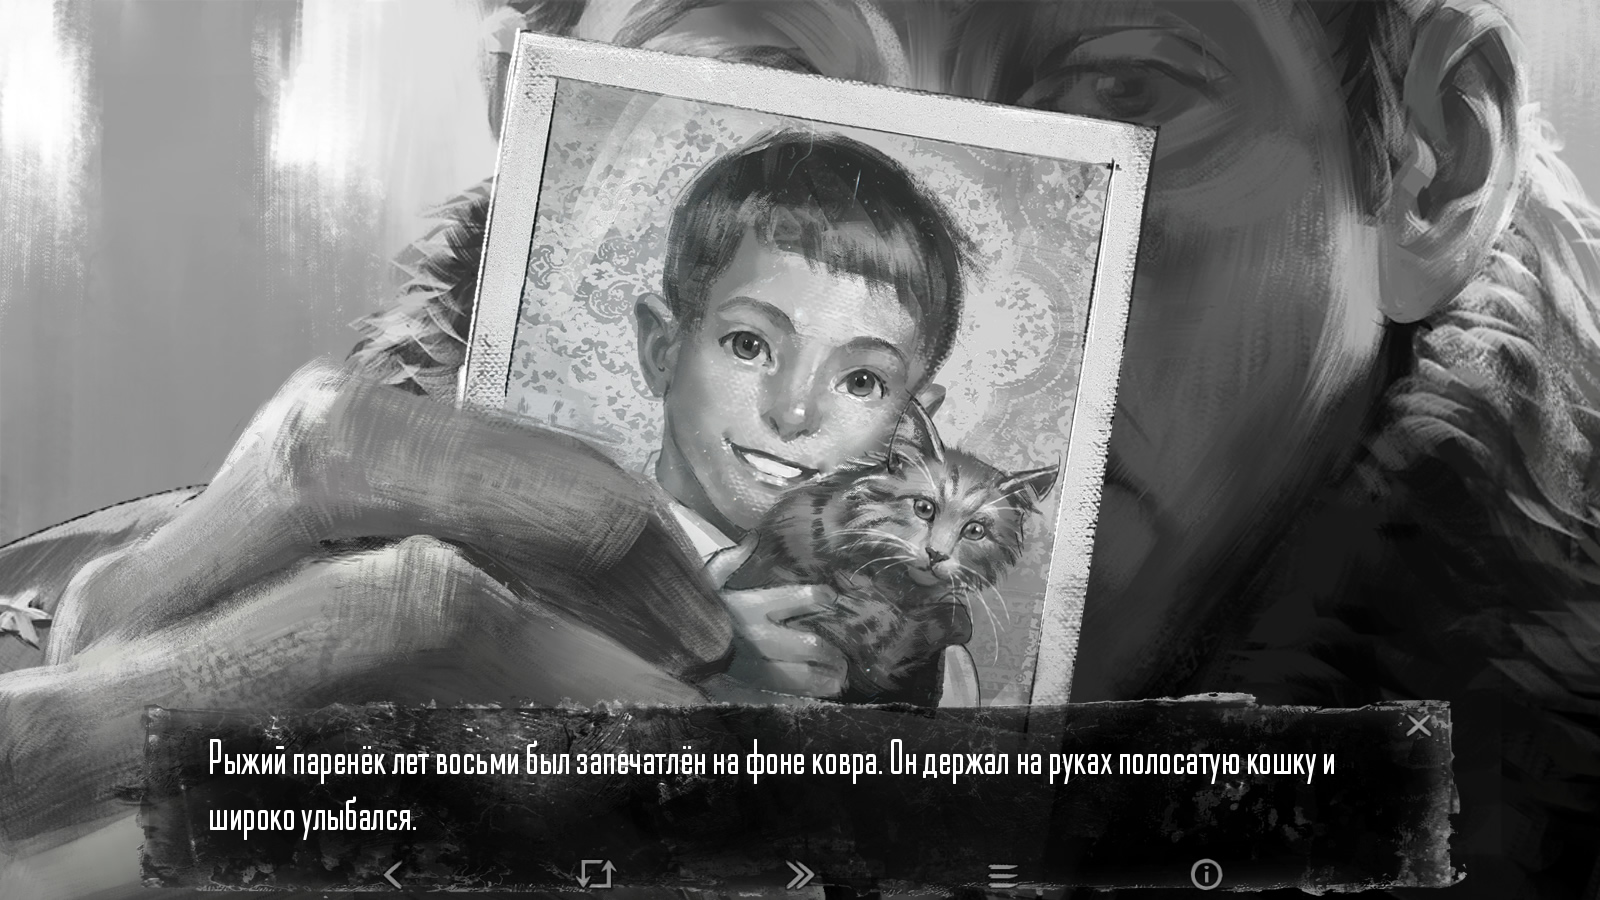 Рыжий паренёк лет восьми был запечатлён на фоне ковра. Он держал на руках полосатую кошку и
широко улыбался.